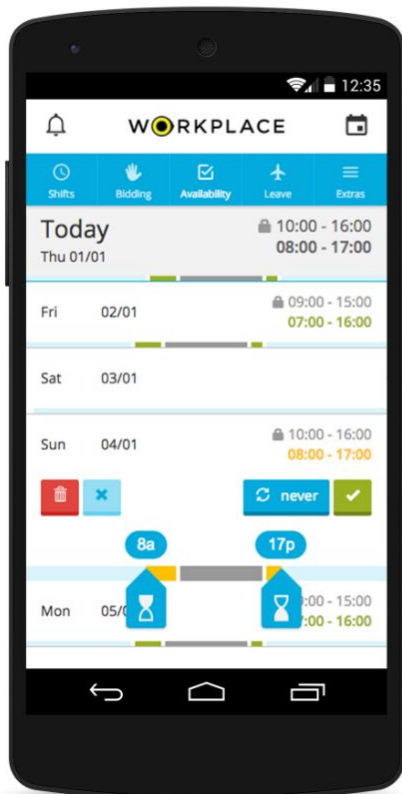 12:35
WORKPLACE
Shifts Bidding Availability Leave Extras
Today 10:00 - 16:00
Thu 01/01 08:00 - 17:00
Fri 02/01 09:00 - 15:00
07:00 - 16:00
Sat 03/01
Sun 04/01 10:00 - 16:00
08:00 - 17:00
never
8a 17p
Mon 05/0 :00 - 15:00
:00 - 16:00